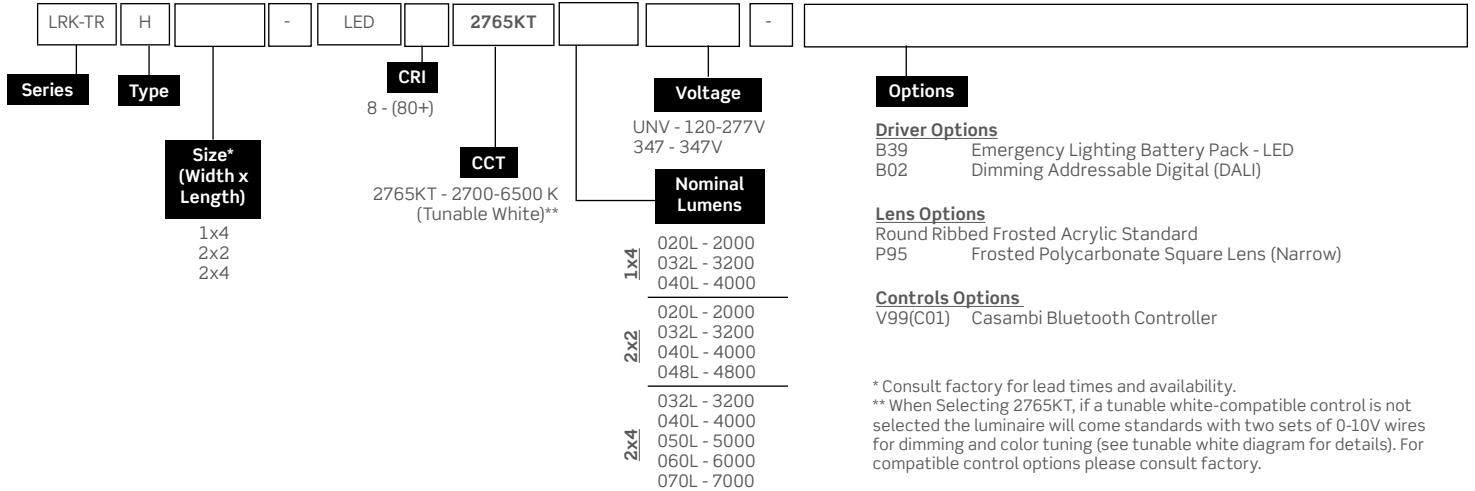 LRK-TR H - LED 2765KT -
Series
Type
Size*
(Width x
Length)
1x4
2x2
2x4
CRI
8 - (80+)
CCT
2765KT - 2700-6500 K
(Tunable White)**
Voltage
UNV - 120-277V
347 - 347V
Nominal
Lumens
1x4
020L - 2000
032L - 3200
040L - 4000
2x2
020L - 2000
032L - 3200
040L - 4000
048L - 4800
2x4
032L - 3200
040L - 4000
050L - 5000
060L - 6000
070L - 7000
Options
Driver Options
B39 Emergency Lighting Battery Pack - LED
B02 Dimming Addressable Digital (DALI)
Lens Options
Round Ribbed Frosted Acrylic Standard
P95 Frosted Polycarbonate Square Lens (Narrow)
Controls Options
V99(C01) Casambi Bluetooth Controller
* Consult factory for lead times and availability.
** When Selecting 2765KT, if a tunable white-compatible control is not
selected the luminaire will come standards with two sets of 0-10V wires
for dimming and color tuning (see tunable white diagram for details). For
compatible control options please consult factory.